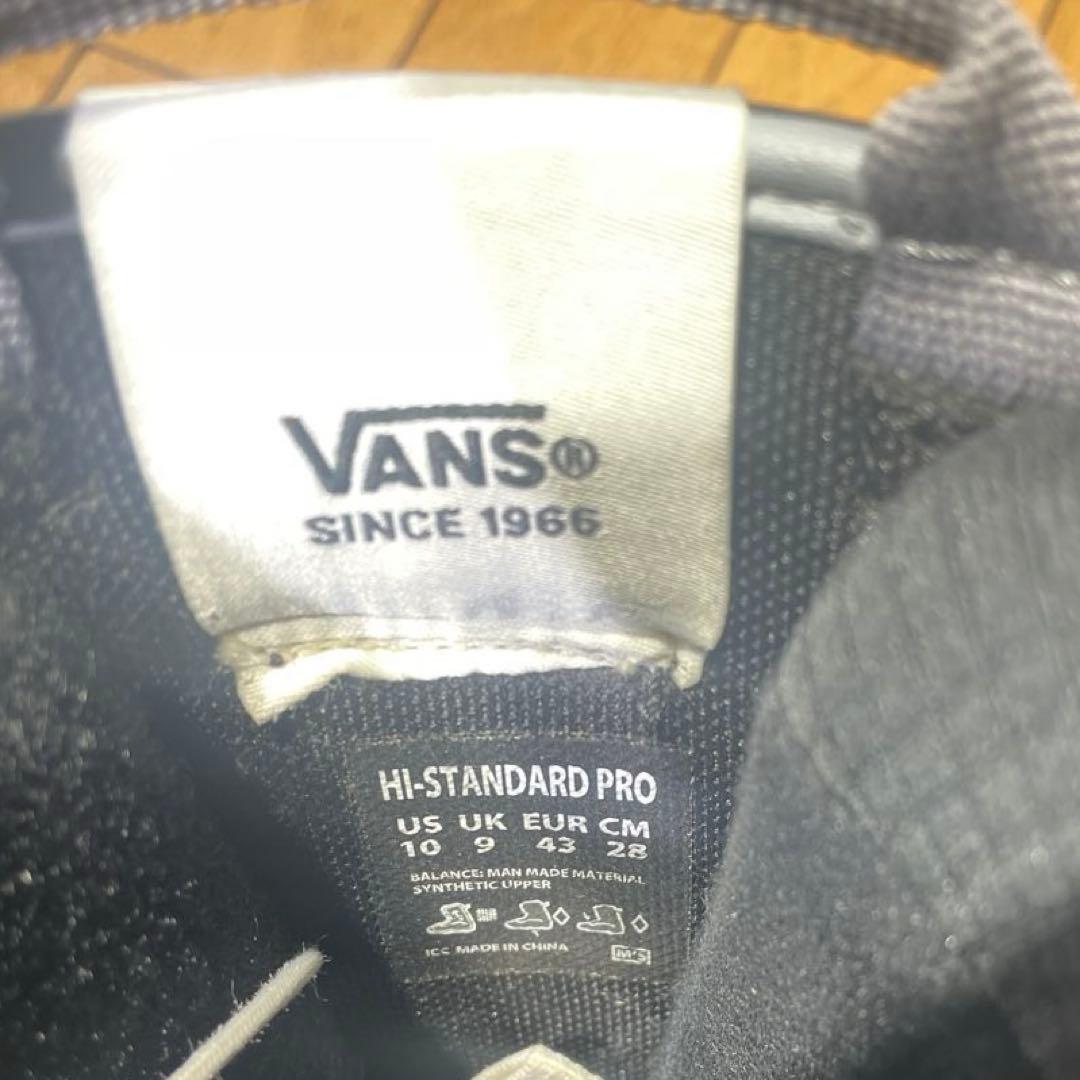 VANS®
SINCE 1966
HI-STANDARD PRO
US UK EUR CM
10 9 43 28
BALANCE: MAN MADE MATERIAL
SYNTHETIC UPPER
ICC MADE IN CHINA
M'S